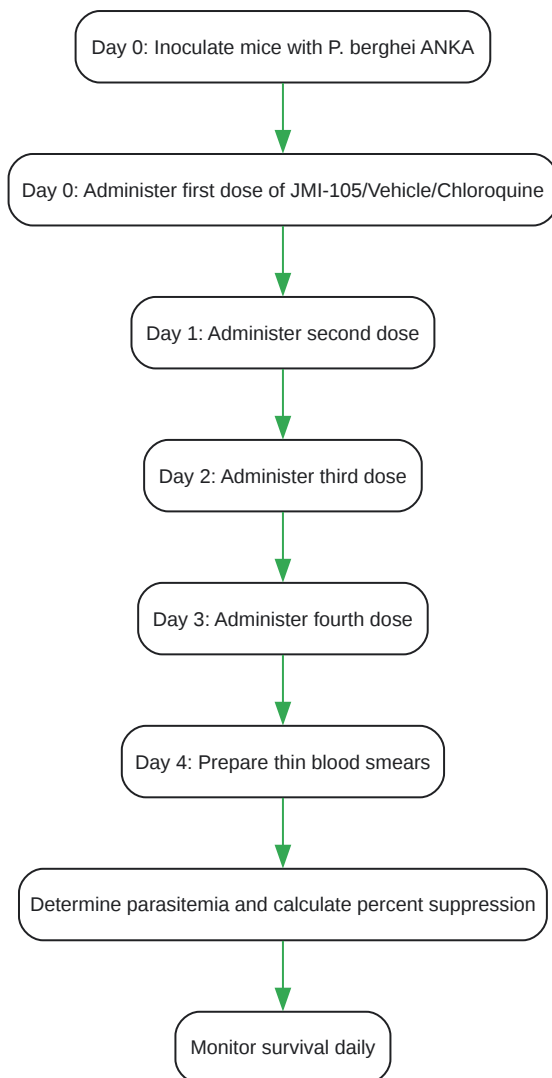 Day 0: Inoculate mice with P. berghei ANKA
Day 0: Administer first dose of JMI-105/Vehicle/Chloroquine
Day 1: Administer second dose
Day 2: Administer third dose
Day 3: Administer fourth dose
Day 4: Prepare thin blood smears
Determine parasitemia and calculate percent suppression
Monitor survival daily